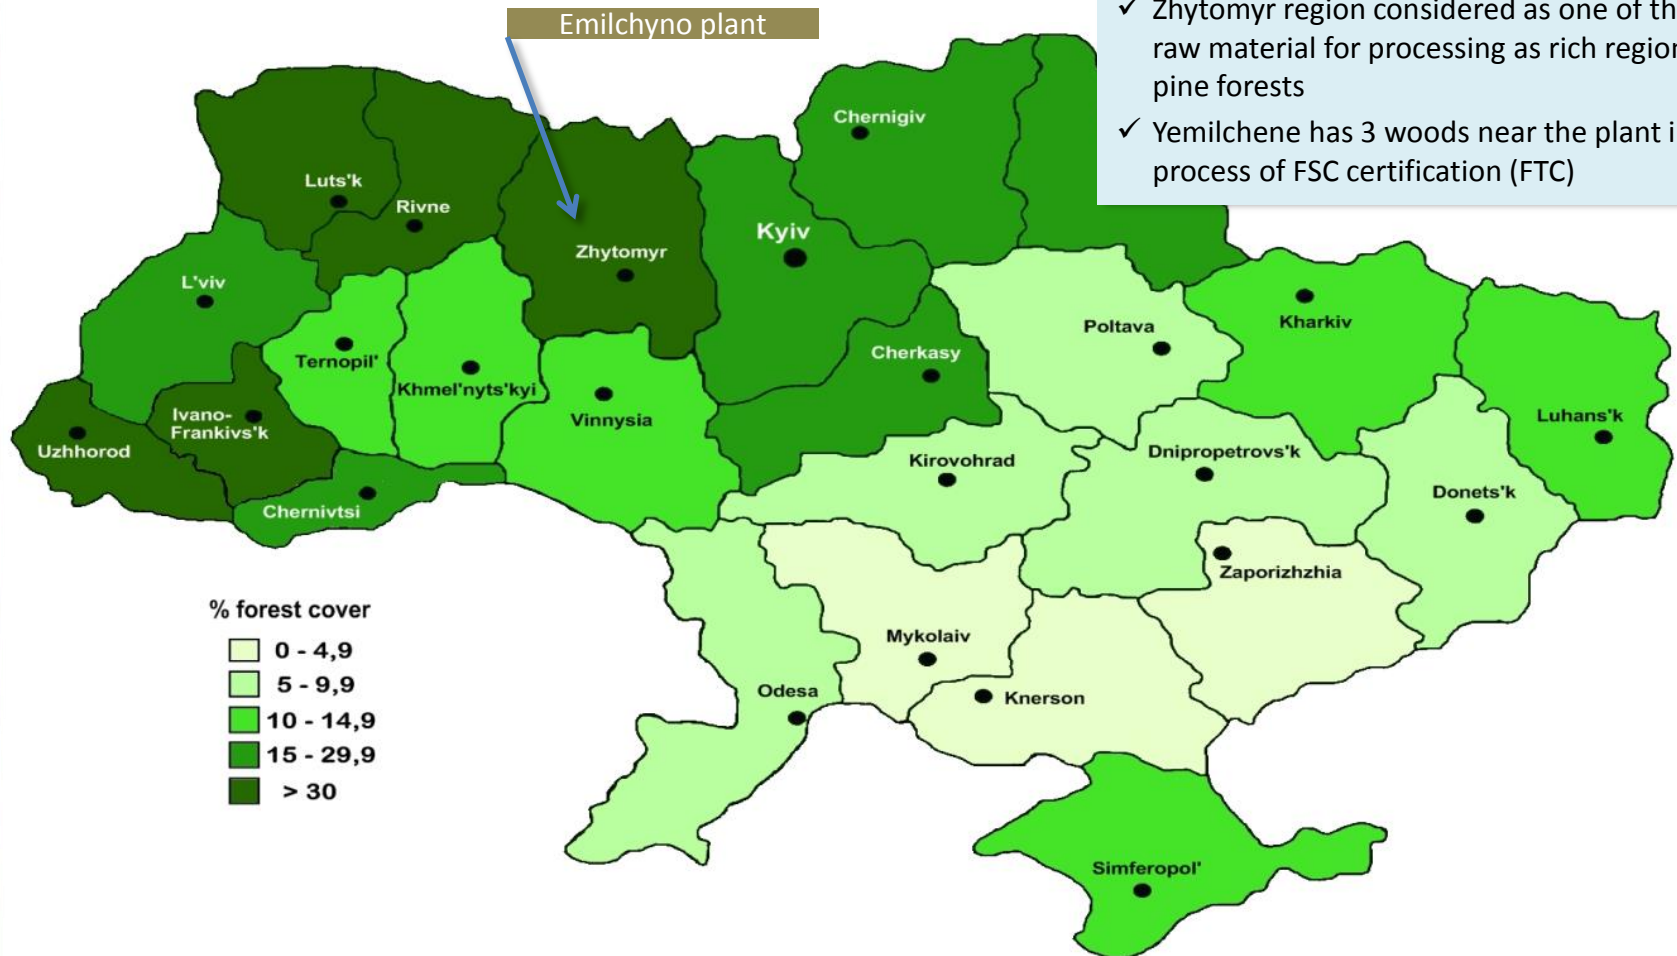 Emilchyno plant
✓ Zhytomyr region considered as one of th
raw material for processing as rich region
pine forests
✓ Yemilchene has 3 woods near the plant i
process of FSC certification (FTC)
Chernigiv
Luts'k
Rivne
Kyiv
Zhytomyr
L'viv
Kharkiv
Poltava
Cherkasy
Ternopil'
Khmel'nyts'kyi
Vinnysia
Ivano-
Frankivs'k
Luhans'k
Uzhhorod
Kirovohrad
Dnipropetrovs'k
Donets'k
Chernivtsi
Zaporizhzhia
% forest cover
0 - 4,9
5 - 9,9
10 - 14,9
15 - 29,9
> 30
Mykolaiv
Odesa
Knerson
Simferopol'